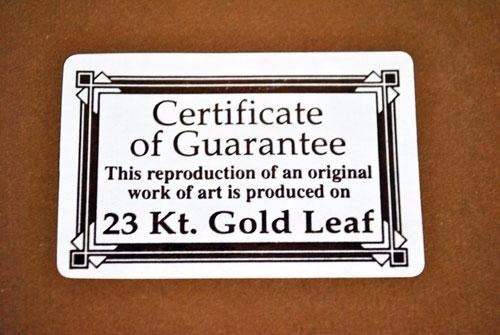 Certificate
of Guarantee
This reproduction of an original
work of art is produced on
23 Kt. Gold Leaf